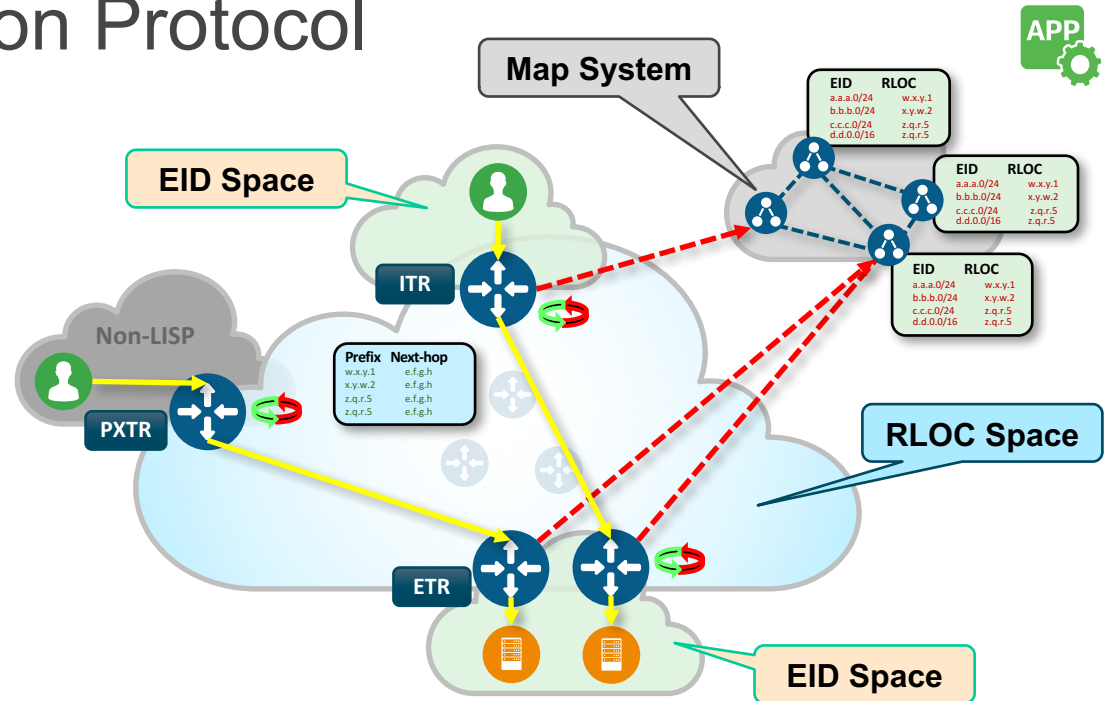 on Protocol
APP
Map System
EID RLOC
a.a.a.0/24 w.x.y.1
b.b.b.0/24 x.y.w.2
c.c.c.0/24 z.q.r.5
d.d.0.0/16 z.q.r.5
EID Space
EID RLOC
a.a.a.0/24 w.x.y.1
b.b.b.0/24 x.y.w.2
c.c.c.0/24 z.q.r.5
d.d.0.0/16 z.q.r.5
ITR
EID RLOC
a.a.a.0/24 w.x.y.1
b.b.b.0/24 x.y.w.2
c.c.c.0/24 z.q.r.5
d.d.0.0/16 z.q.r.5
Non-LISP
Prefix Next-hop
w.x.y.1 e.f.g.h
x.y.w.2 e.f.g.h
z.q.r.5 e.f.g.h
z.q.r.5 e.f.g.h
PXTR
RLOC Space
ETR
EID Space